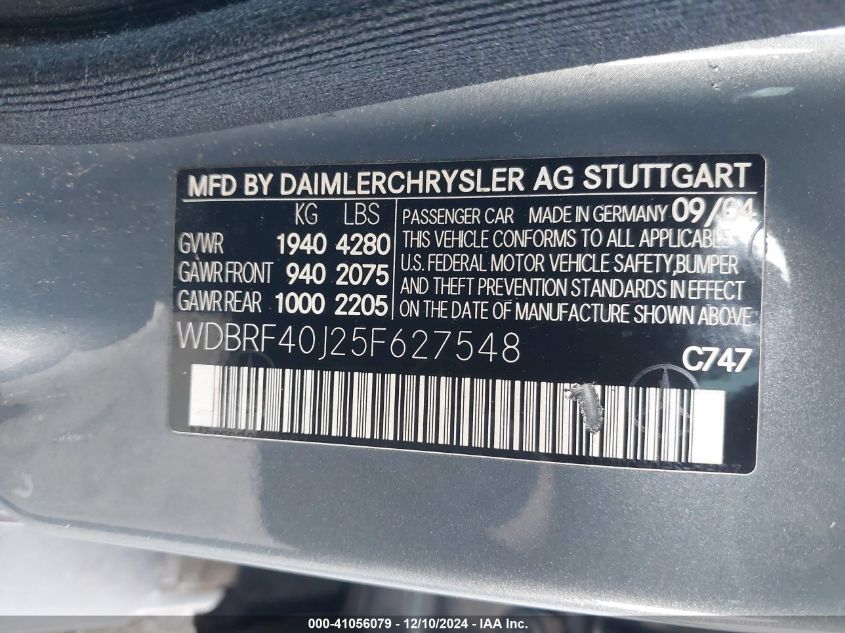 MFD BY DAIMLERCHRYSLER AG STUTTGART
KG LBS
GVWR 1940 4280
GAWR FRONT 940 2075
GAWR REAR 1000 2205
PASSENGER CAR MADE IN GERMANY 09/04
THIS VEHICLE CONFORMS TO ALL APPLICABLE
U.S. FEDERAL MOTOR VEHICLE SAFETY,BUMPER
AND THEFT PREVENTION STANDARDS IN EFFECT
ON THE DATE OF MANUFACTURE SHOWN ABOVE.
WDBRF40J25F627548
C747
000-41056079 - 12/10/2024 - IAA Inc.